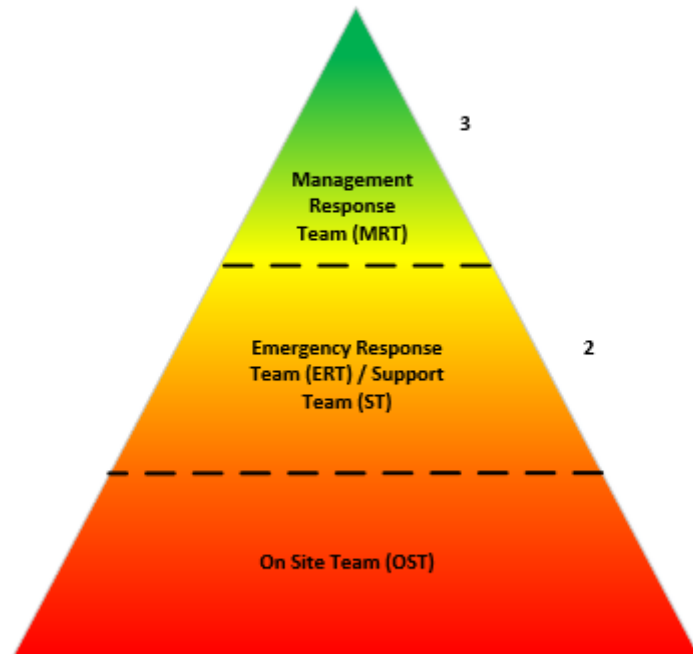 3
Management
Response
Team (MRT)
Emergency Response
Team (ERT) / Support
Team (ST)
2
On Site Team (OST)